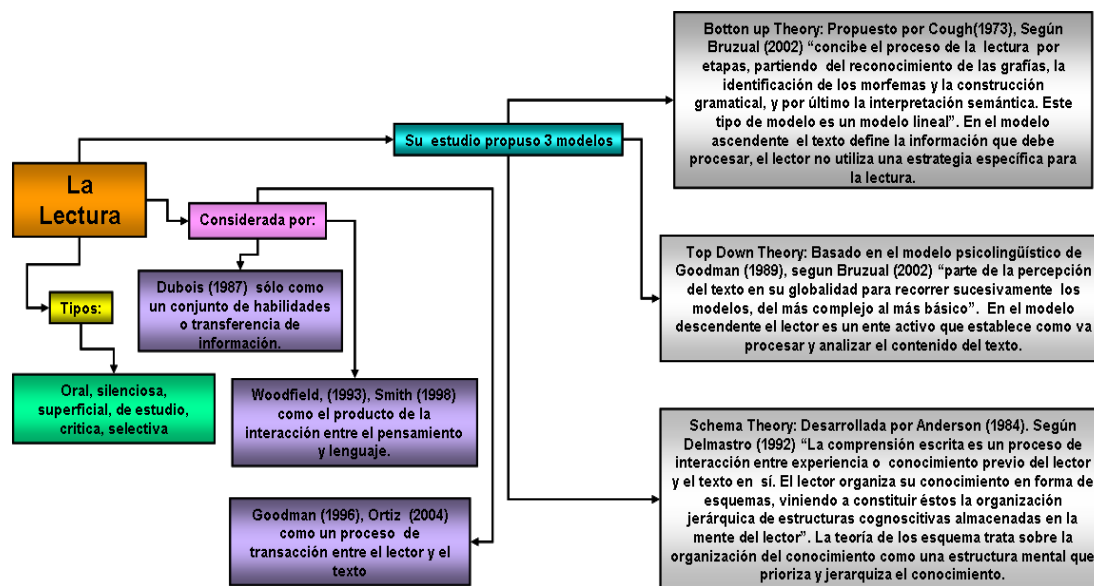 La
Lectura
Tipos:
Oral, silenciosa,
superficial, de estudio,
critica, selectiva
Considerada por:
Dubois (1987) sólo como
un conjunto de habilidades
o transferencia de
información.
Woodfield, (1993), Smith (1998)
como el producto de la
interacción entre el pensamiento
y lenguaje.
Goodman (1996), Ortiz (2004)
como un proceso de
transacción entre el lector y el
texto
Su estudio propuso 3 modelos
Botton up Theory: Propuesto por Cough(1973), Según
Bruzual (2002) “concibe el proceso de la lectura por
etapas, partiendo del reconocimiento de las grafías, la
identificación de los morfemas y la construcción
gramatical, y por último la interpretación semántica. Este
tipo de modelo es un modelo lineal”. En el modelo
ascendente el texto define la información que debe
procesar, el lector no utiliza una estrategia específica para
la lectura.
Top Down Theory: Basado en el modelo psicolingüístico de
Goodman (1989), segun Bruzual (2002) “parte de la percepción
del texto en su globalidad para recorrer sucesivamente los
modelos, del más complejo al más básico”. En el modelo
descendente el lector es un ente activo que establece como va
procesar y analizar el contenido del texto.
Schema Theory: Desarrollada por Anderson (1984). Según
Delmastro (1992) “La comprensión escrita es un proceso de
interacción entre experiencia o conocimiento previo del lector
y el texto en sí. El lector organiza su conocimiento en forma de
esquemas, viniendo a constituir éstos la organización
jerárquica de estructuras cognoscitivas almacenadas en la
mente del lector”. La teoría de los esquema trata sobre la
organización del conocimiento como una estructura mental que
prioriza y jerarquiza el conocimiento.